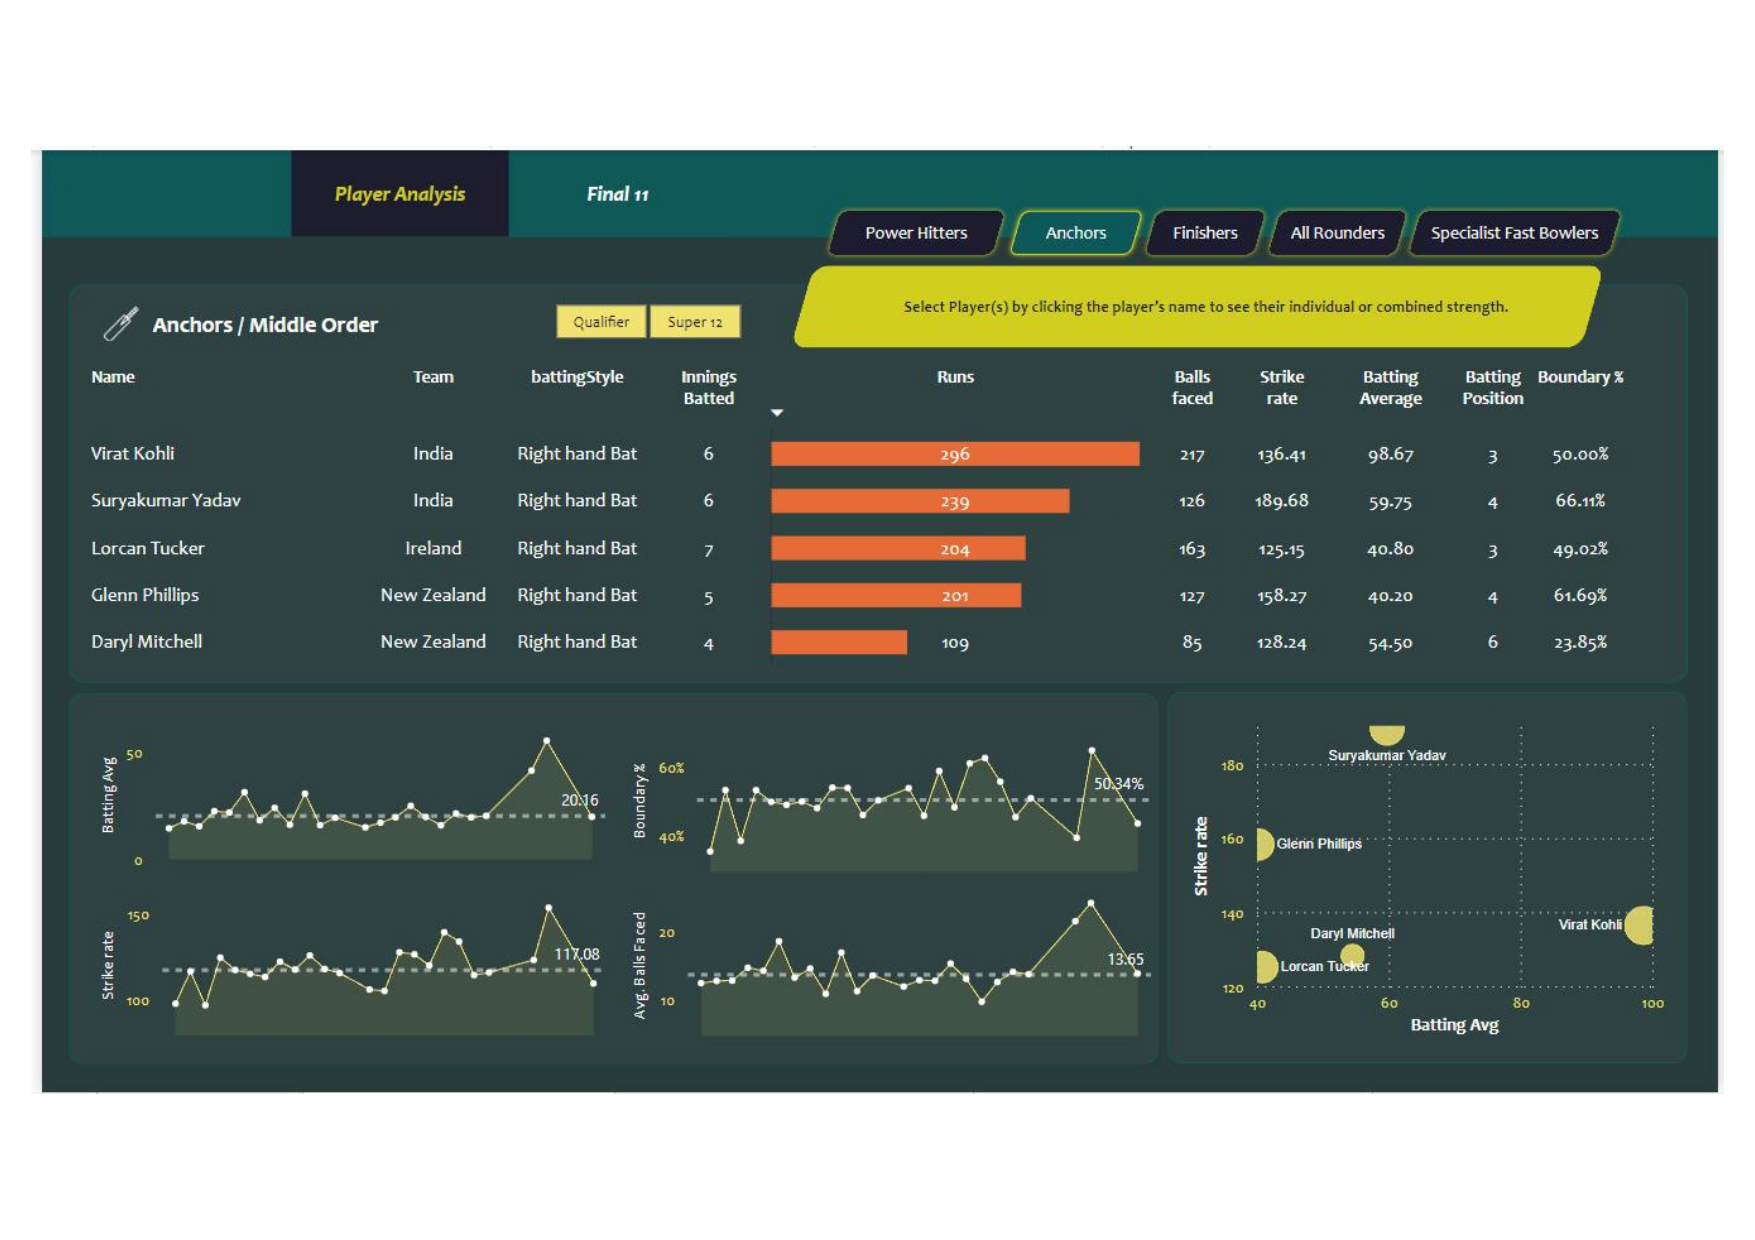 Player Analysis
Final 11
Power Hitters
Anchors
Finishers
All Rounders
Specialist Fast Bowlers
Select Player(s) by clicking the player's name to see their individual or combined strength.
Anchors / Middle Order
Qualifier
Super 12
Name Team battingStyle Innings Batted Runs Balls faced Strike rate Batting Average Batting Position Boundary %
Virat Kohli India Right hand Bat 6 296 217 136.41 98.67 3 50.00%
Suryakumar Yadav India Right hand Bat 6 239 126 189.68 59.75 4 66.11%
Lorcan Tucker Ireland Right hand Bat 7 204 163 125.15 40.80 3 49.02%
Glenn Phillips New Zealand Right hand Bat 5 201 127 158.27 40.20 4 61.69%
Daryl Mitchell New Zealand Right hand Bat 4 109 85 128.24 54.50 6 23.85%
Batting Avg
50
0
20.16
Boundary %
60%
40%
50.34%
Strike rate
150
100
117.08
Avg. Balls Faced
20
10
13.65
Strike rate
180
160
140
120
Suryakumar Yadav
Glenn Phillips
Virat Kohli
Daryl Mitchell
Lorcan Tucker
40 60 80 100
Batting Avg